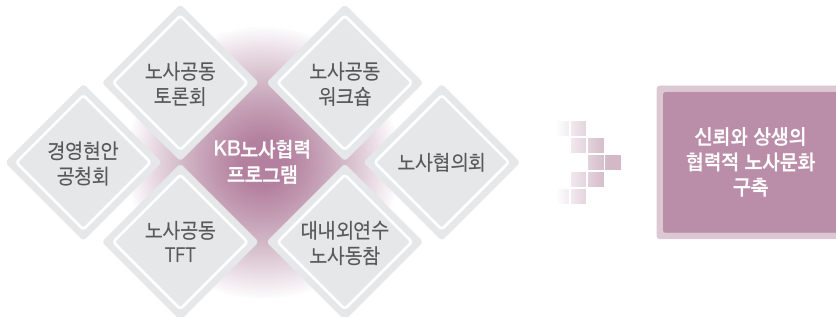 노사공동
토론회
노사공동
워크숍
경영현안
공청회
KB노사협력
프로그램
노사협의회
노사공동
TFT
대내외연수
노사동참
신뢰와 상생의
협력적 노사문화
구축